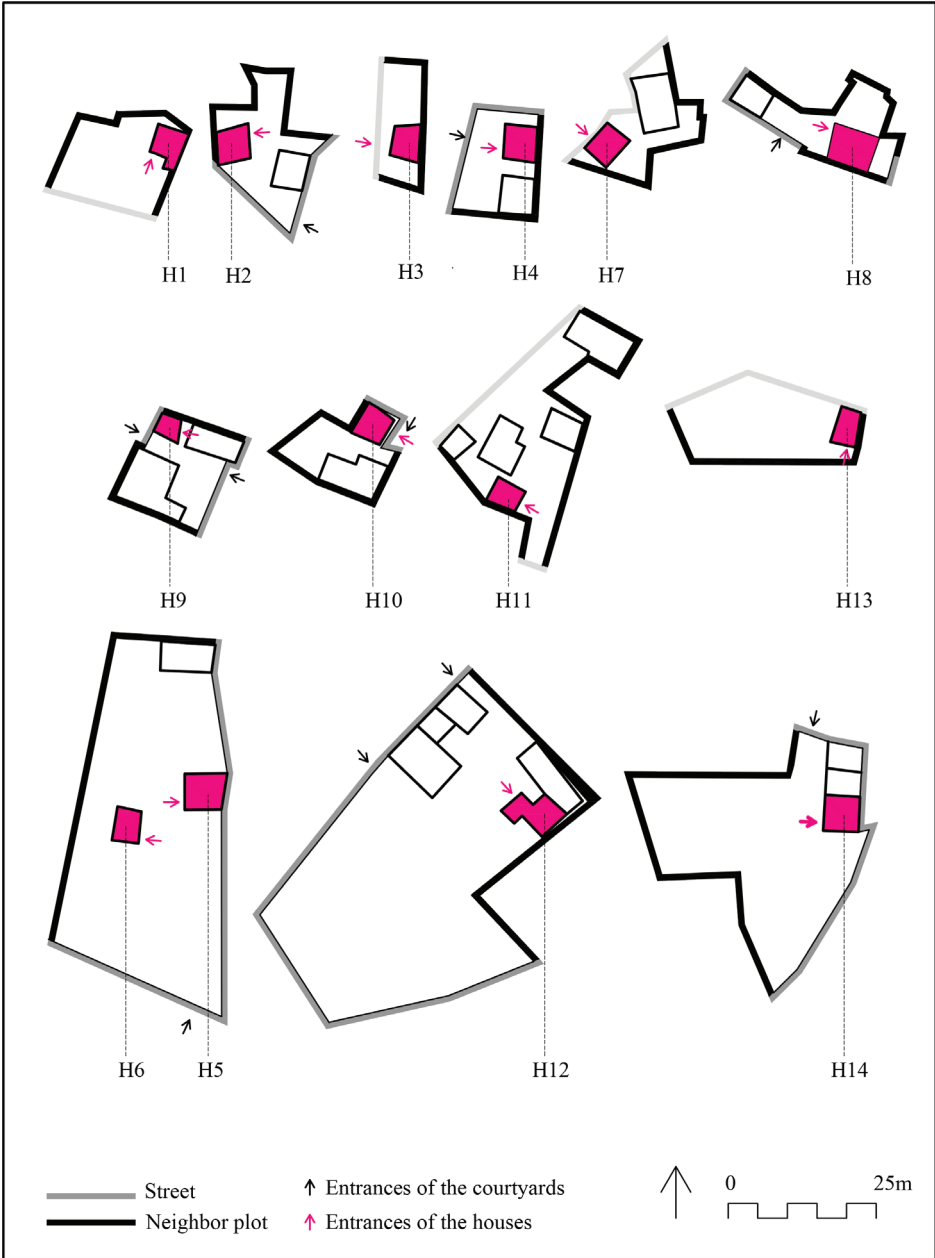 H1 H2 H3 H4 H7 H8
H9 H10 H11 H13
H6 H5 H12 H14
Street
Neighbor plot
Entrances of the courtyards
Entrances of the houses
0 25m